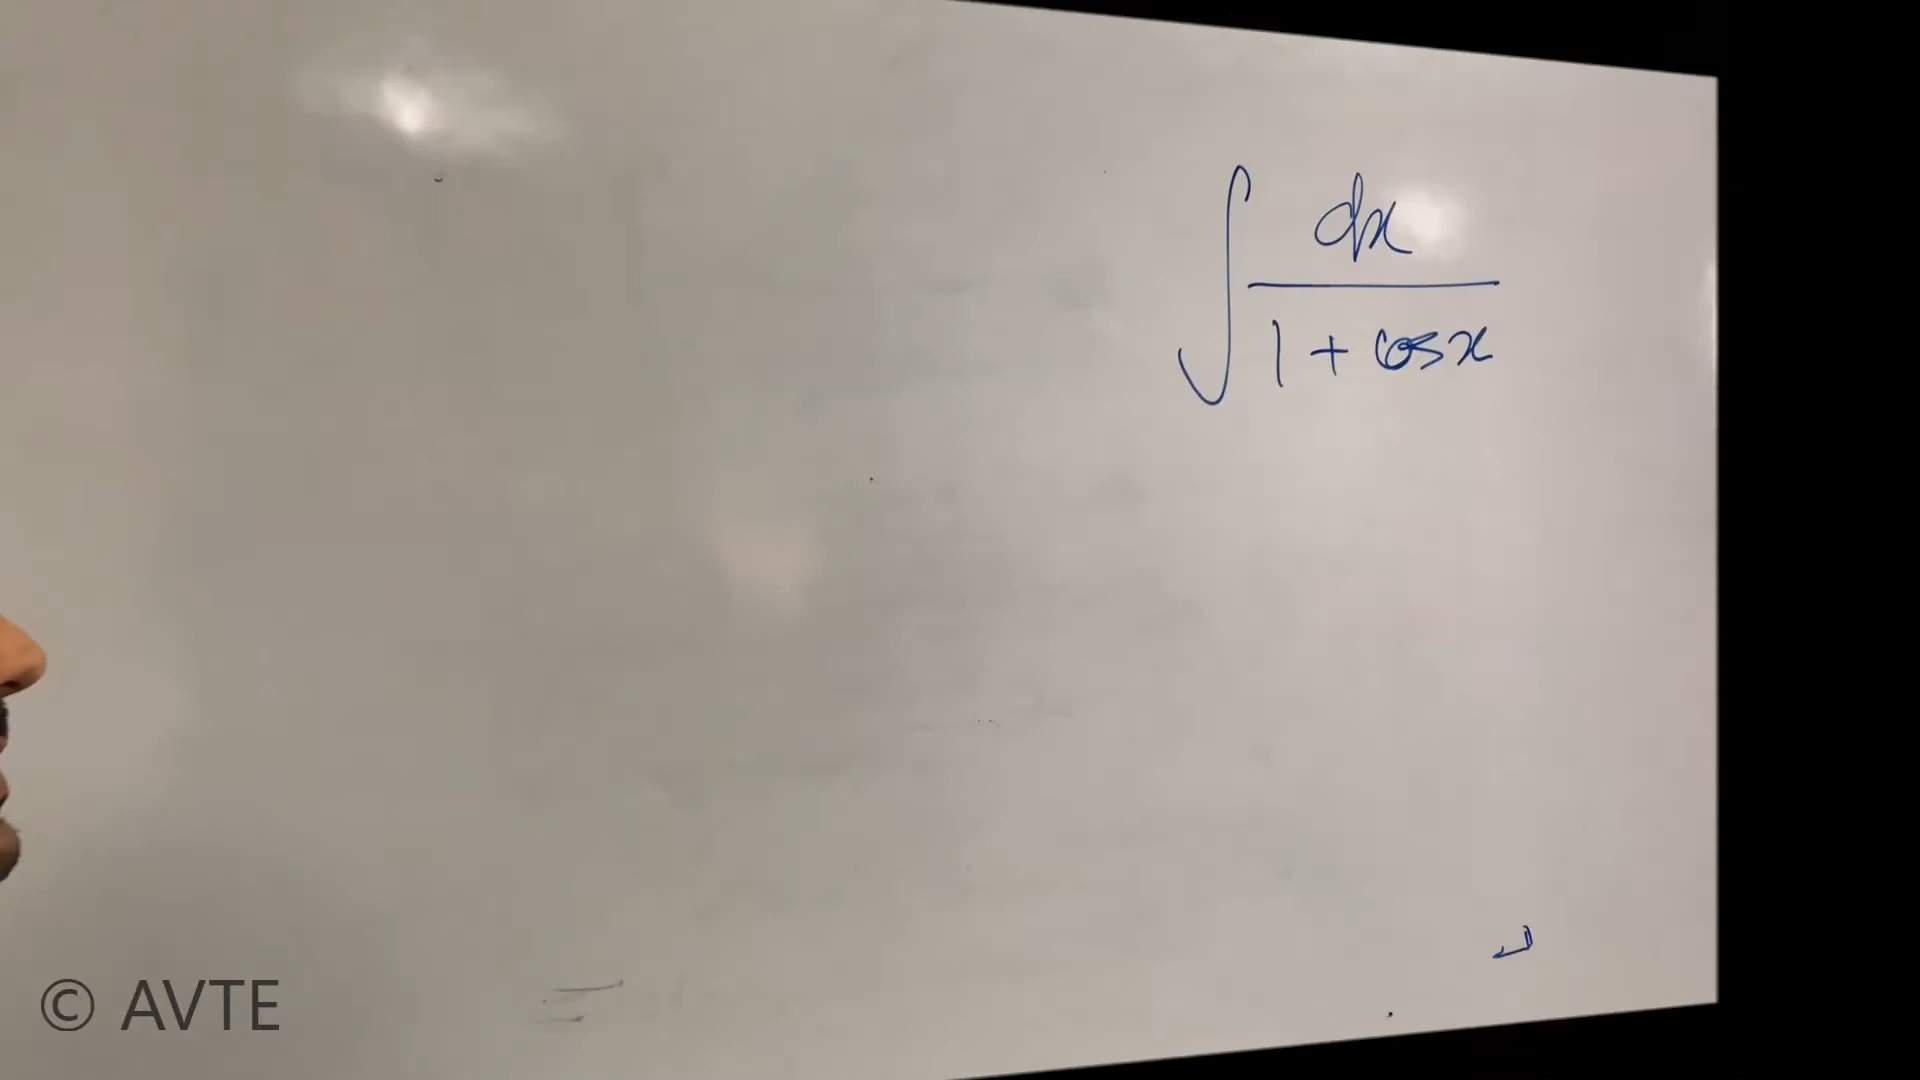 ∫ dx
1 + cos x
© AVTE